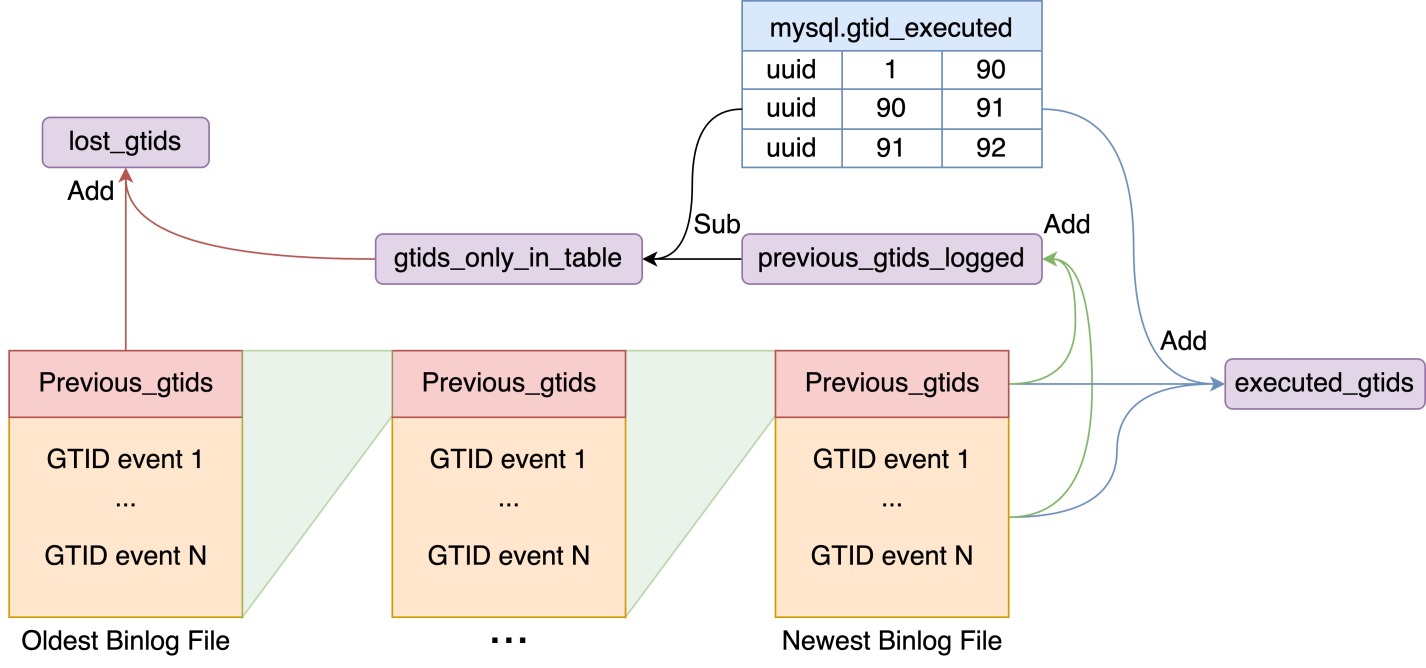 mysql.gtid_executed
uuid 1 90
uuid 90 91
uuid 91 92
lost_gtids
Add
Sub
Add
gtids_only_in_table
previous_gtids_logged
Add
executed_gtids
Previous_gtids
GTID event 1
...
GTID event N
Oldest Binlog File
Previous_gtids
GTID event 1
...
GTID event N
...
Previous_gtids
GTID event 1
...
GTID event N
Newest Binlog File